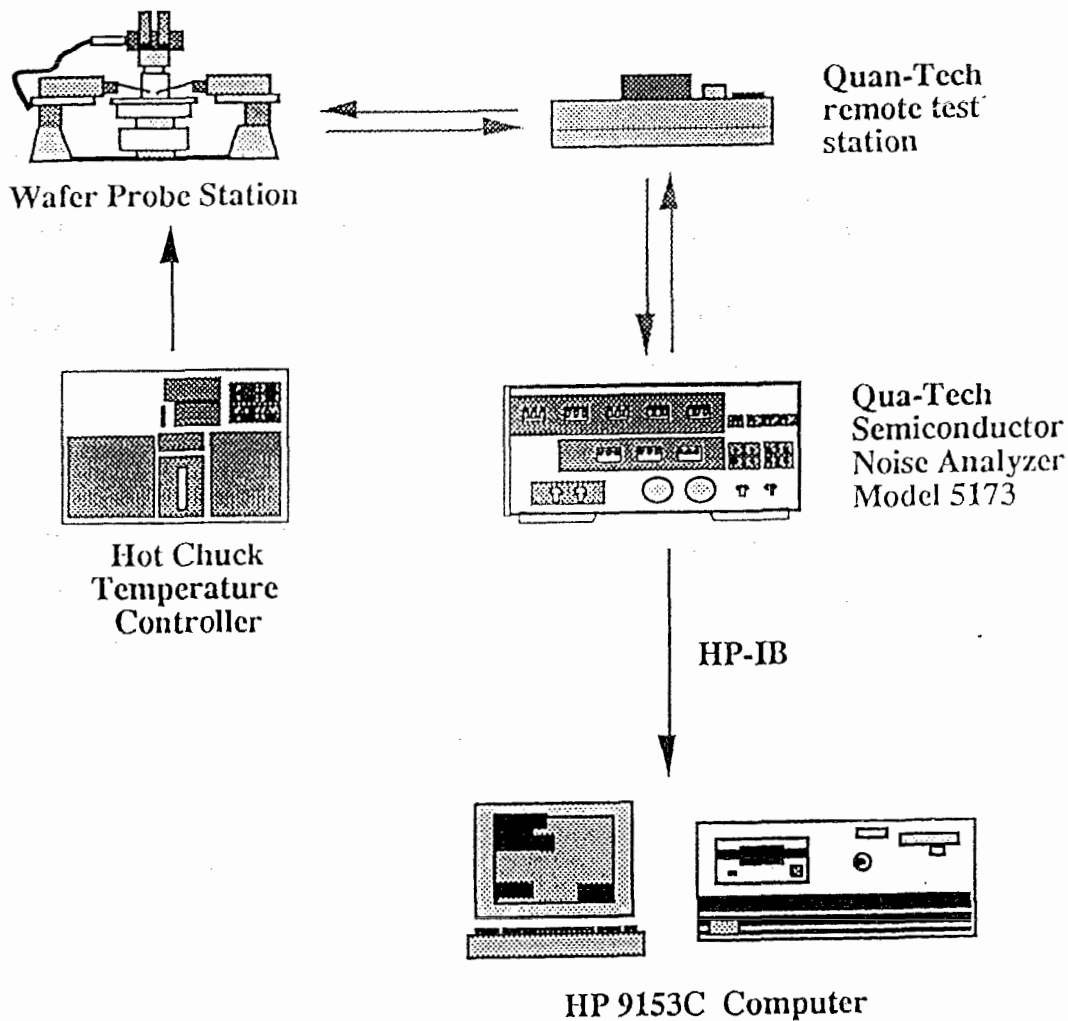 Quan-Tech
remote test
station
Wafer Probe Station
Qua-Tech
Semiconductor
Noise Analyzer
Model 5173
Hot Chuck
Temperature
Controller
HP-IB
HP 9153C Computer